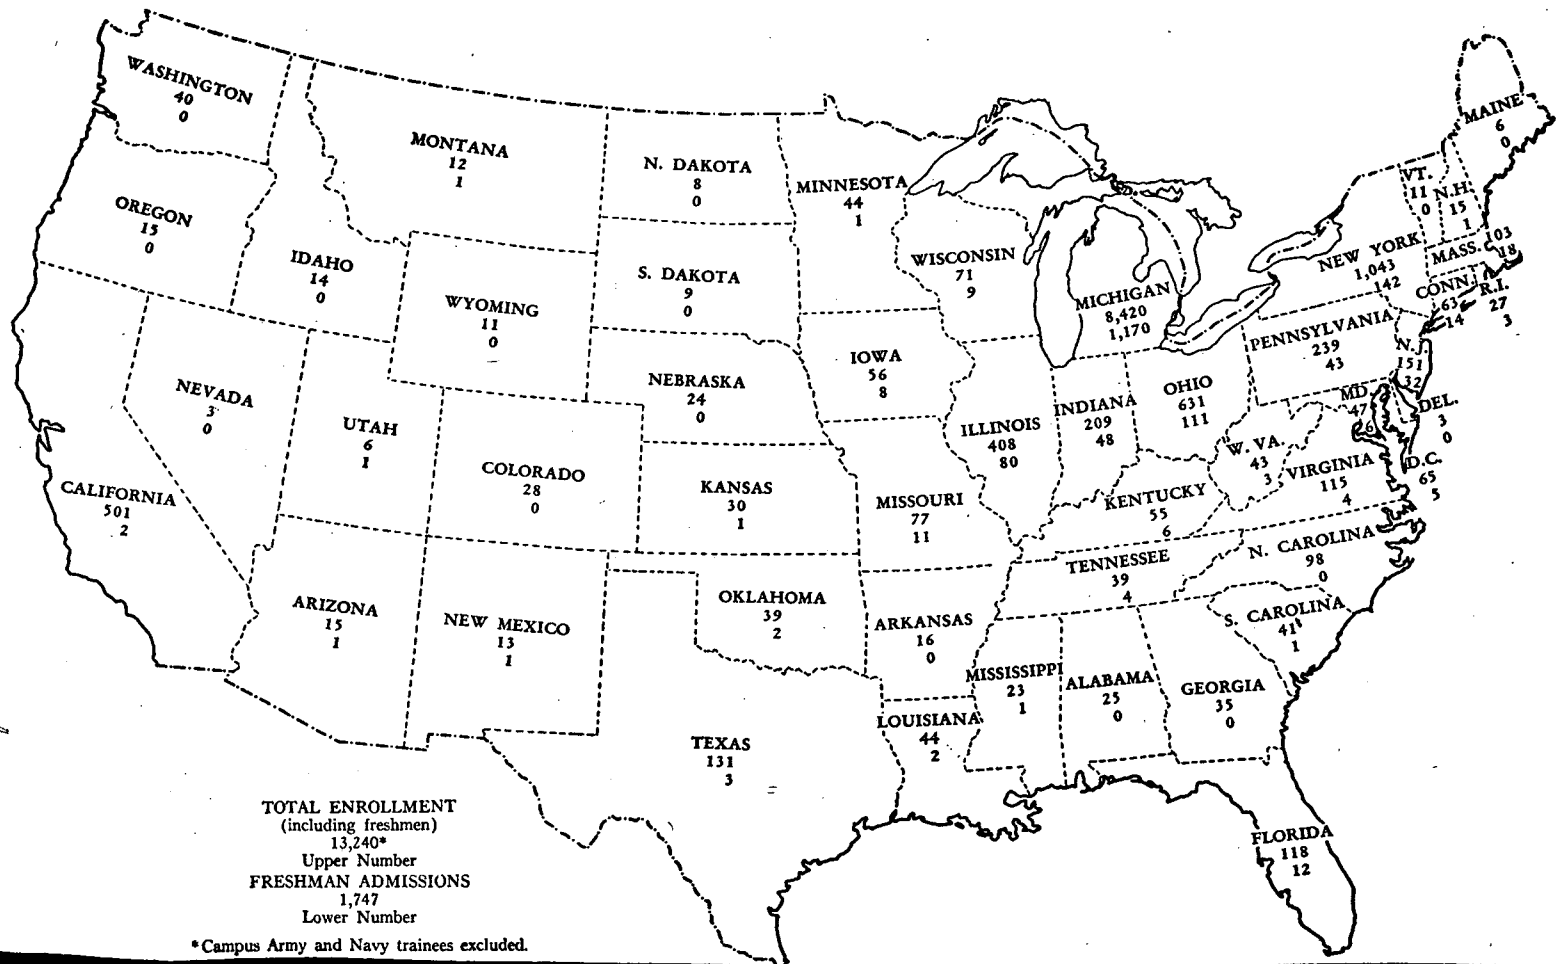 WASHINGTON
40
0
OREGON
15
0
CALIFORNIA
501
2
NEVADA
3
0
IDAHO
14
0
MONTANA
12
1
WYOMING
11
0
UTAH
6
1
COLORADO
28
0
ARIZONA
15
1
NEW MEXICO
13
1
N. DAKOTA
8
0
S. DAKOTA
9
0
NEBRASKA
24
0
KANSAS
30
1
OKLAHOMA
39
2
TEXAS
131
3
MINNESOTA
44
1
IOWA
56
8
MISSOURI
77
11
ARKANSAS
16
0
LOUISIANA
44
2
WISCONSIN
71
9
ILLINOIS
408
80
MICHIGAN
8,420
1,170
INDIANA
209
48
OHIO
631
111
KENTUCKY
55
6
TENNESSEE
39
4
MISSISSIPPI
23
1
ALABAMA
25
0
GEORGIA
35
0
FLORIDA
118
12
S. CAROLINA
41
1
N. CAROLINA
98
0
VIRGINIA
115
4
W. VA.
43
3
MD.
47
6
DEL.
3
0
D.C.
65
5
PENNSYLVANIA
239
43
N.J.
151
32
NEW YORK
1,043
142
CONN.
63
14
R.I.
27
3
MASS. 103
18
VT.
11
0
N.H.
15
1
MAINE
6
0
TOTAL ENROLLMENT
(including freshmen)
13,240*
Upper Number
FRESHMAN ADMISSIONS
1,747
Lower Number
*Campus Army and Navy trainees excluded.